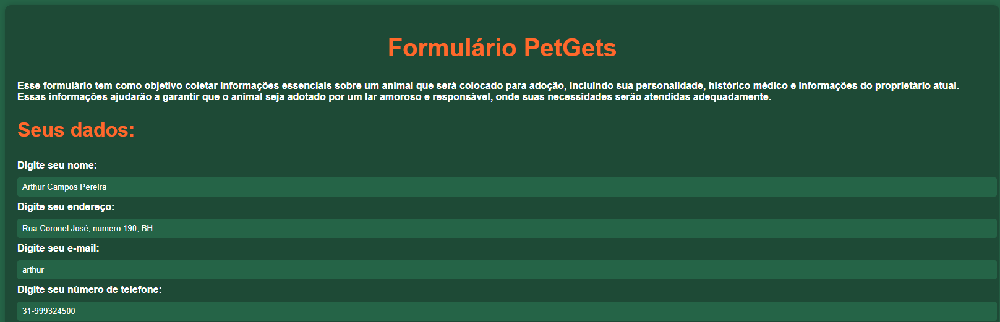 Formulário PetGets
Esse formulário tem como objetivo coletar informações essenciais sobre um animal que será colocado para adoção, incluindo sua personalidade, histórico médico e informações do proprietário atual.
Essas informações ajudarão a garantir que o animal seja adotado por um lar amoroso e responsável, onde suas necessidades serão atendidas adequadamente.
Seus dados:
Digite seu nome:
Arthur Campos Pereira
Digite seu endereço:
Rua Coronel José, numero 190, BH
Digite seu e-mail:
arthur
Digite seu número de telefone:
31-999324500